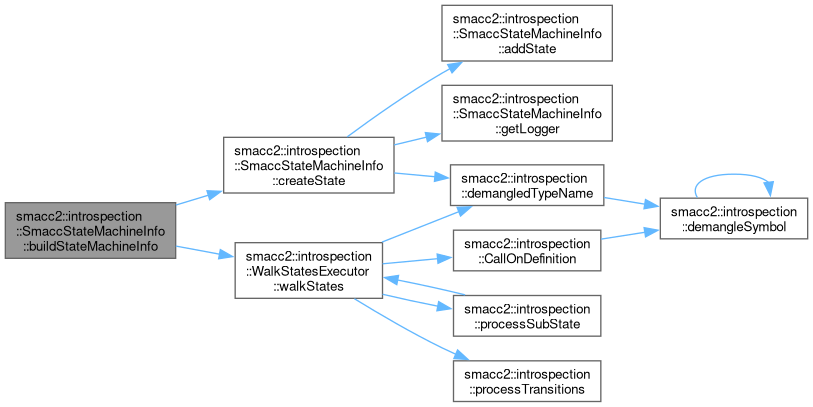 smacc2::introspection
::SmaccStateMachineInfo
::buildStateMachineInfo
smacc2::introspection
::SmaccStateMachineInfo
::createState
smacc2::introspection
::WalkStatesExecutor
::walkStates
smacc2::introspection
::SmaccStateMachineInfo
::addState
smacc2::introspection
::SmaccStateMachineInfo
::getLogger
smacc2::introspection
::demangledTypeName
smacc2::introspection
::CallOnDefinition
smacc2::introspection
::processSubState
smacc2::introspection
::processTransitions
smacc2::introspection
::demangleSymbol